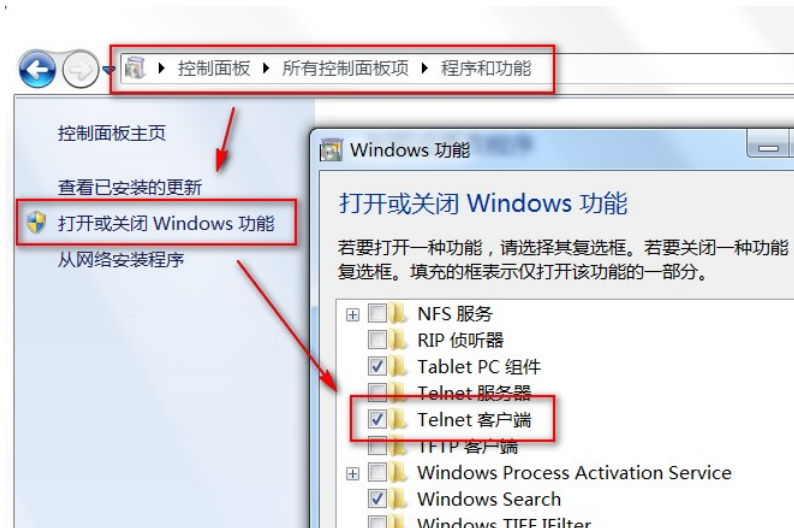 控制面板 ▸ 所有控制面板项 ▸ 程序和功能
控制面板主页
查看已安装的更新
打开或关闭 Windows 功能
从网络安装程序
Windows 功能
打开或关闭 Windows 功能
若要打开一种功能，请选择其复选框。若要关闭一种功能
复选框。填充的框表示仅打开该功能的一部分。
NFS 服务
RIP 侦听器
Tablet PC 组件
Telnet 服务器
Telnet 客户端
TFTP 客户端
Windows Process Activation Service
Windows Search
Windows TIFF IFilter